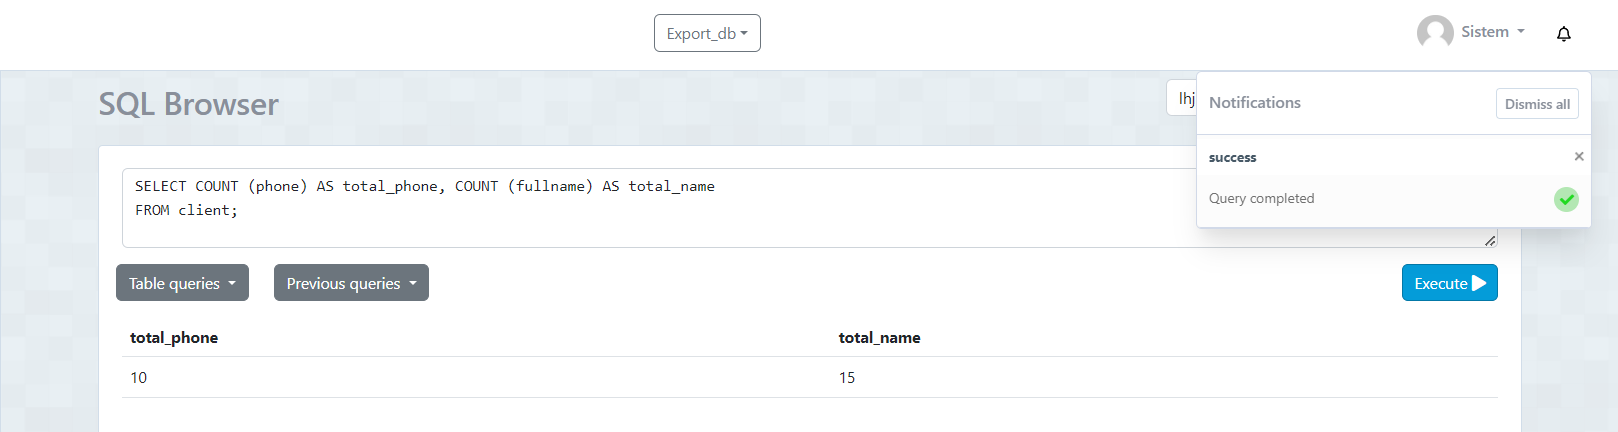 Export_db
Sistem
SQL Browser
lhj
Notifications
Dismiss all
success
Query completed
SELECT COUNT (phone) AS total_phone, COUNT (fullname) AS total_name
FROM client;
Table queries
Previous queries
Execute
total_phone total_name
10 15